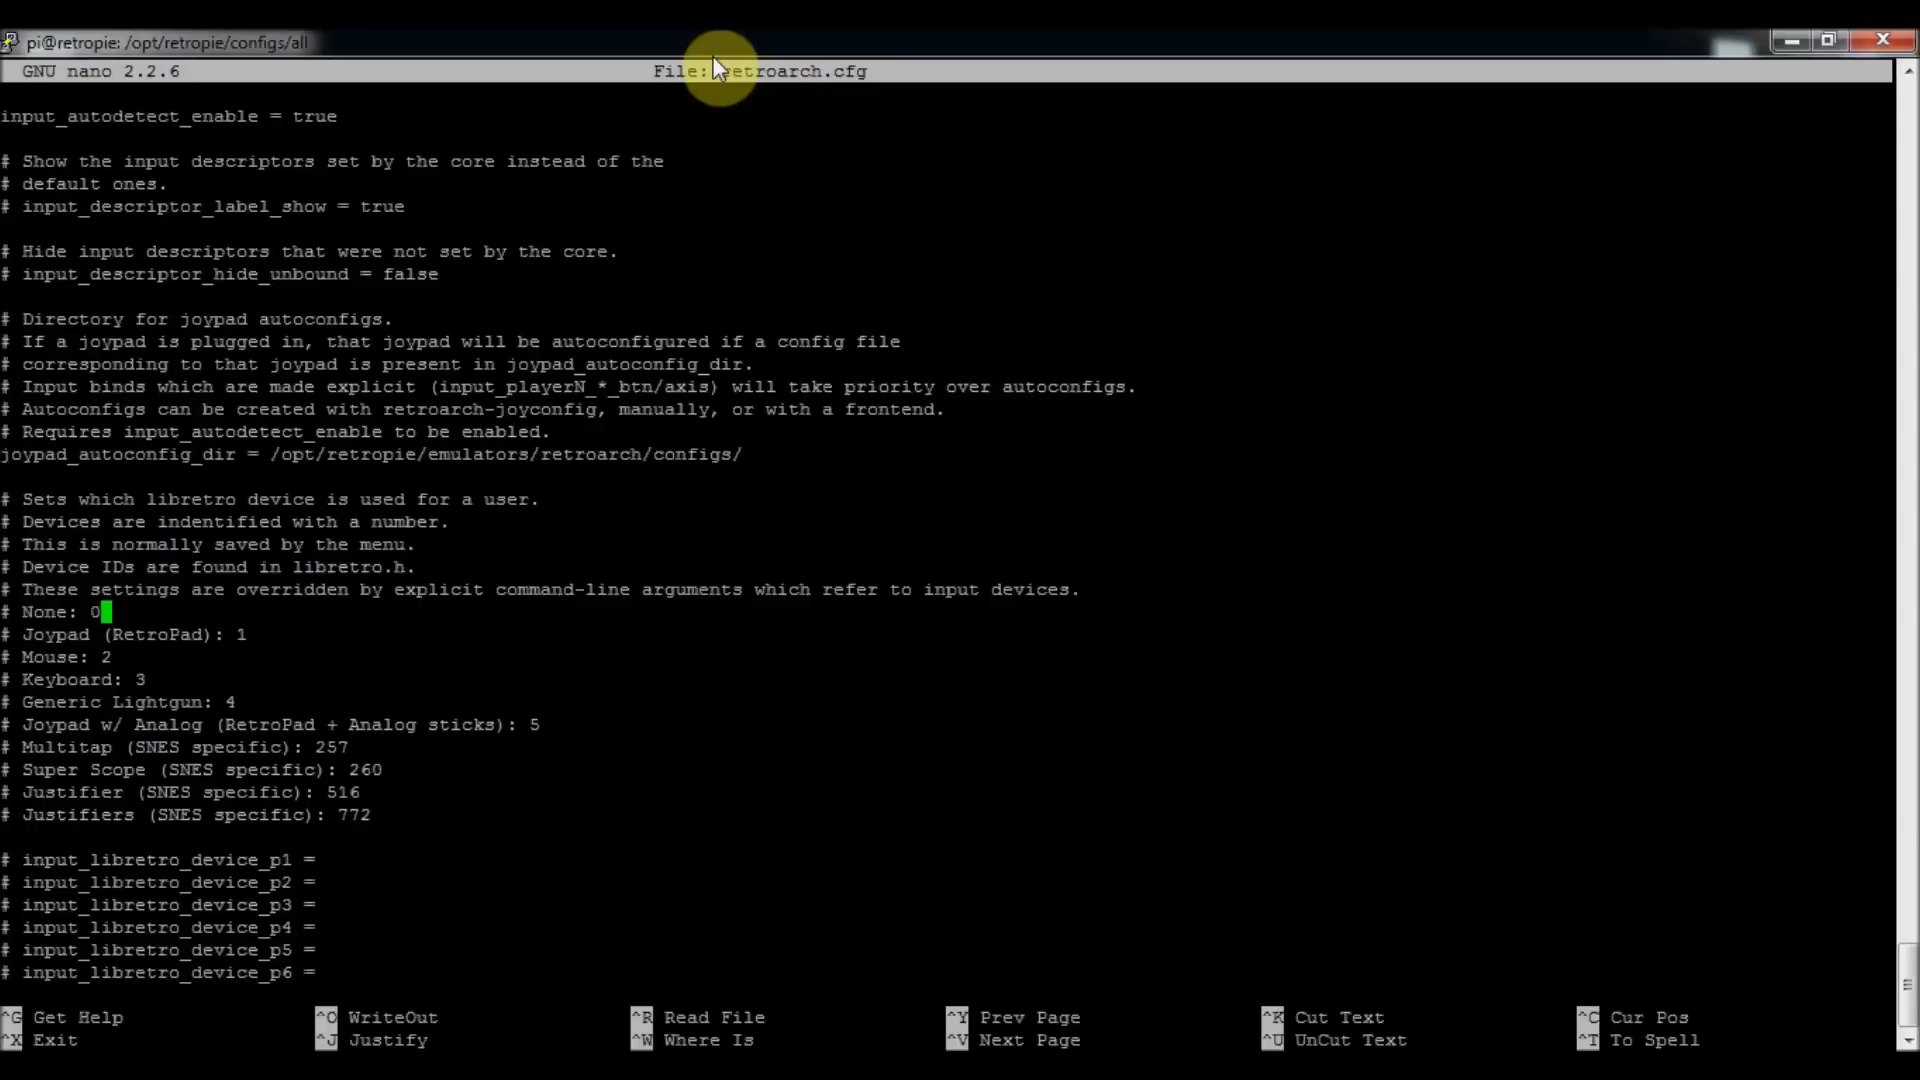 pi@retropie: /opt/retropie/configs/all
GNU nano 2.2.6 File: retroarch.cfg
input_autodetect_enable = true
# Show the input descriptors set by the core instead of the
# default ones.
# input_descriptor_label_show = true
# Hide input descriptors that were not set by the core.
# input_descriptor_hide_unbound = false
# Directory for joypad autoconfigs.
# If a joypad is plugged in, that joypad will be autoconfigured if a config file
# corresponding to that joypad is present in joypad_autoconfig_dir.
# Input binds which are made explicit (input_playerN_*_btn/axis) will take priority over autoconfigs.
# Autoconfigs can be created with retroarch-joyconfig, manually, or with a frontend.
# Requires input_autodetect_enable to be enabled.
joypad_autoconfig_dir = /opt/retropie/emulators/retroarch/configs/
# Sets which libretro device is used for a user.
# Devices are indentified with a number.
# This is normally saved by the menu.
# Device IDs are found in libretro.h.
# These settings are overridden by explicit command-line arguments which refer to input devices.
# None: 0
# Joypad (RetroPad): 1
# Mouse: 2
# Keyboard: 3
# Generic Lightgun: 4
# Joypad w/ Analog (RetroPad + Analog sticks): 5
# Multitap (SNES specific): 257
# Super Scope (SNES specific): 260
# Justifier (SNES specific): 516
# Justifiers (SNES specific): 772
# input_libretro_device_p1 =
# input_libretro_device_p2 =
# input_libretro_device_p3 =
# input_libretro_device_p4 =
# input_libretro_device_p5 =
# input_libretro_device_p6 =
^G Get Help ^O WriteOut ^R Read File ^Y Prev Page ^K Cut Text ^C Cur Pos
^X Exit ^J Justify ^W Where Is ^V Next Page ^U UnCut Text ^T To Spell